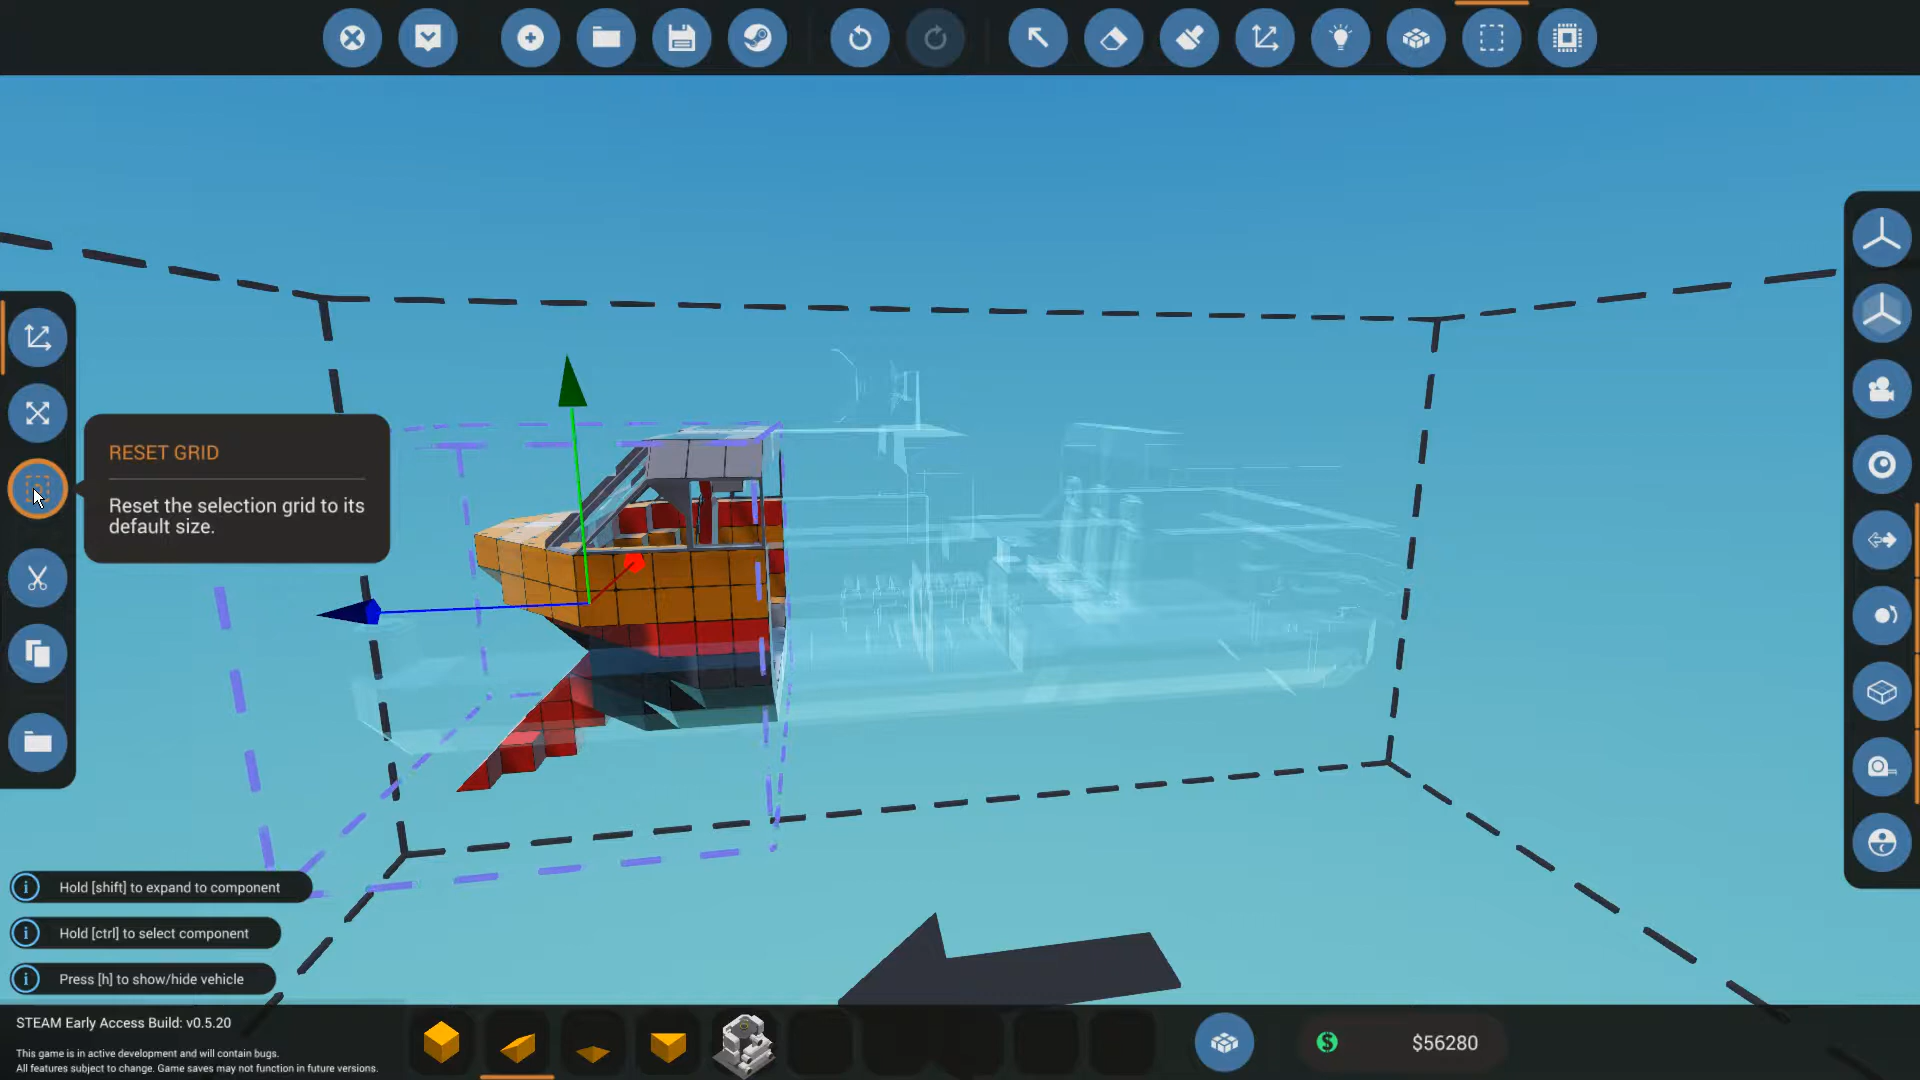 RESET GRID
Reset the selection grid to its
default size.
Hold [shift] to expand to component
Hold [ctrl] to select component
Press [h] to show/hide vehicle
STEAM Early Access Build: v0.5.20
This game is in active development and will contain bugs.
All features subject to change. Game saves may not function in future versions.
$56280